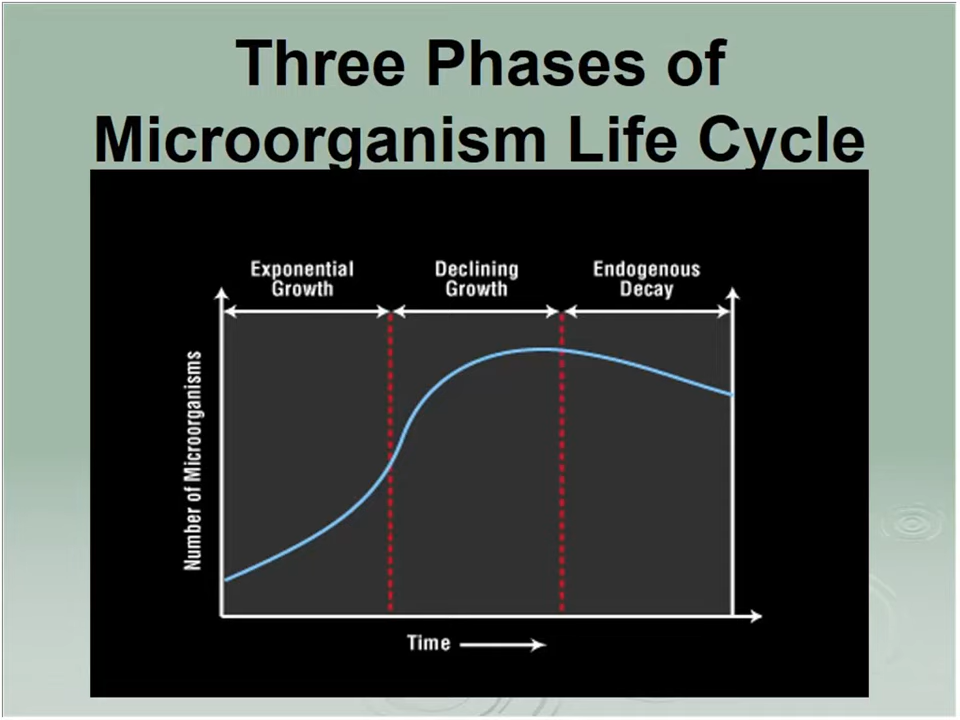 Three Phases of
Microorganism Life Cycle
Exponential
Growth
Declining
Growth
Endogenous
Decay
Number of Microorganisms
Time